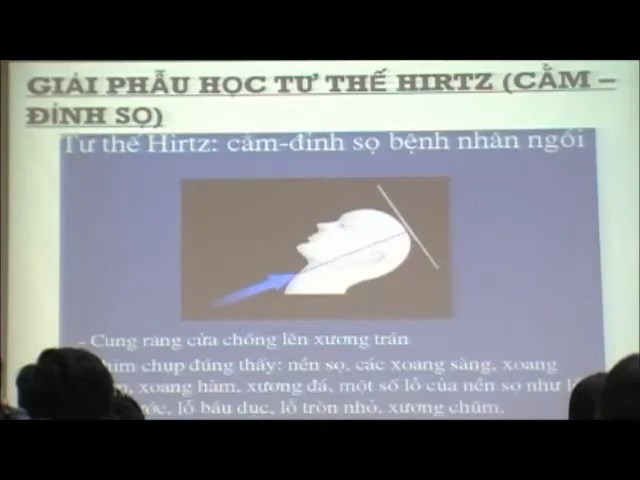 GIẢI PHẪU HỌC TƯ THẾ HIRTZ (CẰM –
ĐỈNH SỌ)
Tư thế Hirtz: cằm-đỉnh sọ bệnh nhân ngồi
- Cung răng cửa chồng lên xương trán
chụp đúng thấy: nền sọ, các xoang sàng, xoang
xoang hàm, xương đá, một số lỗ của nền sọ như
lỗ bầu dục, lỗ tròn nhỏ, xương chũm.